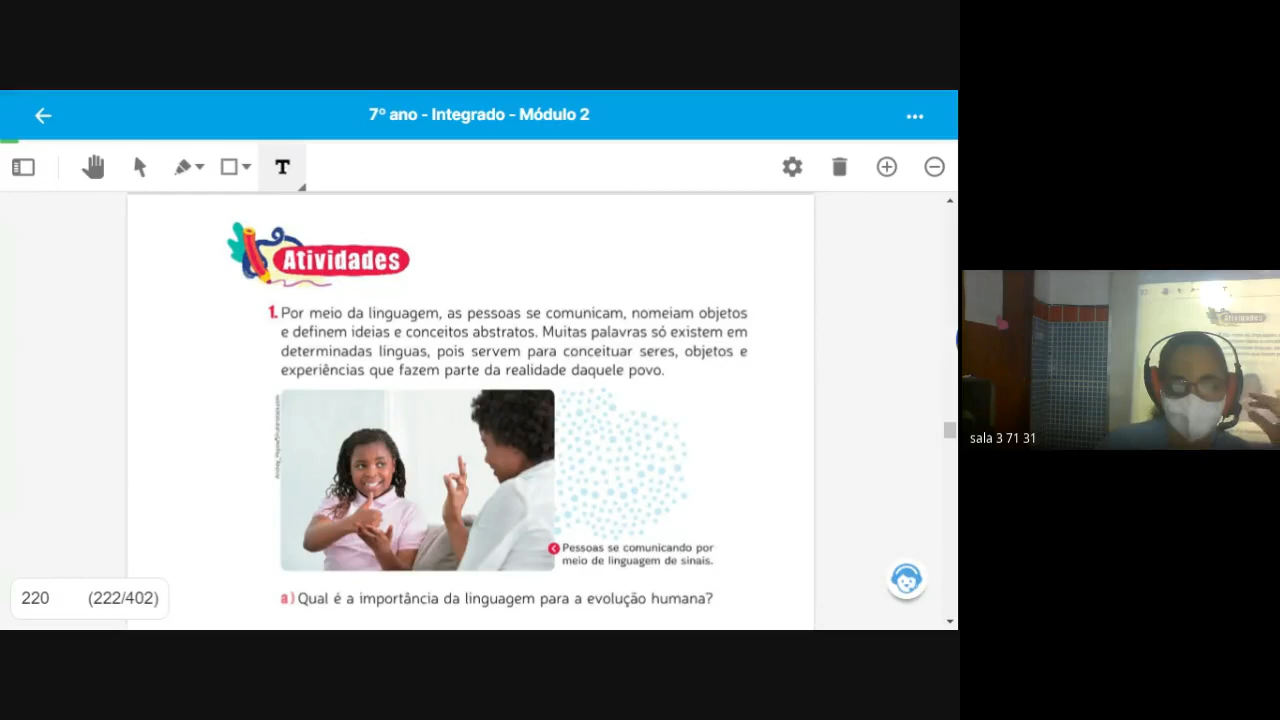 7º ano - Integrado - Módulo 2
T
Atividades
1. Por meio da linguagem, as pessoas se comunicam, nomeiam objetos
e definem ideias e conceitos abstratos. Muitas palavras só existem em
determinadas línguas, pois servem para conceituar seres, objetos e
experiências que fazem parte da realidade daquele povo.
Pessoas se comunicando por
meio de linguagem de sinais.
a) Qual é a importância da linguagem para a evolução humana?
220 (222/402)
Atividades
sala 3 71 31